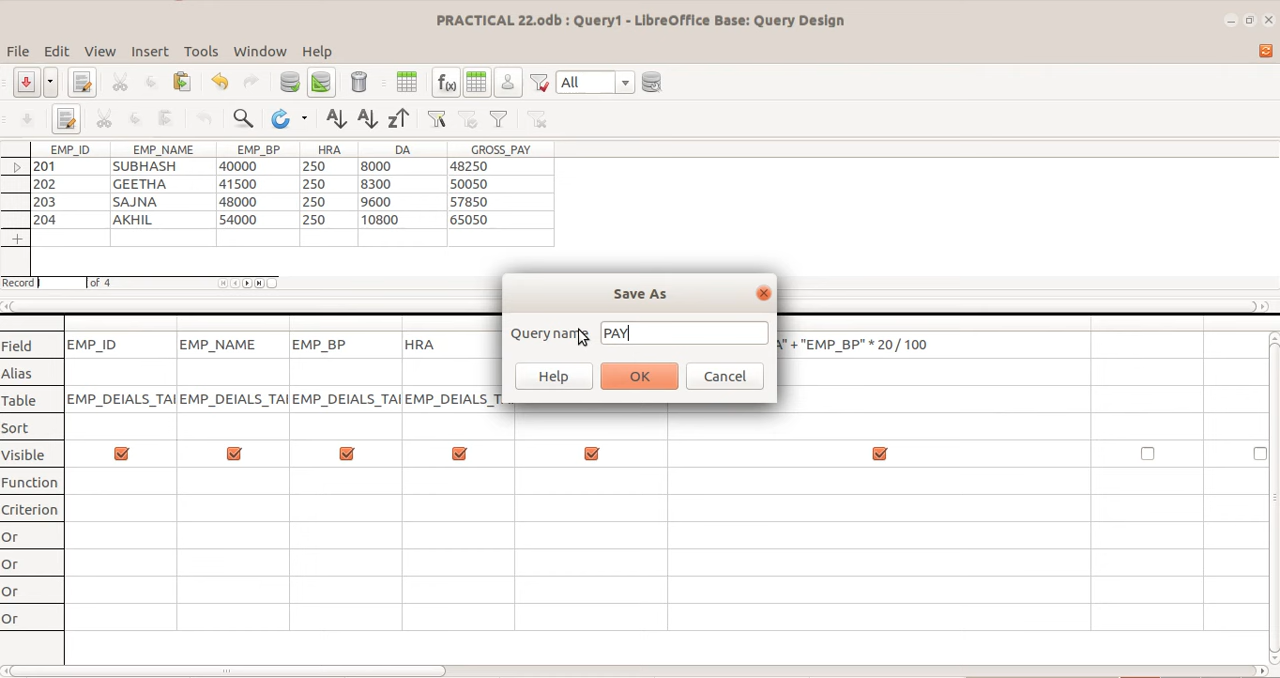 PRACTICAL 22.odb : Query1 - LibreOffice Base: Query Design
File Edit View Insert Tools Window Help
f(x) All
EMP_ID EMP_NAME EMP_BP HRA DA GROSS_PAY
201 SUBHASH 40000 250 8000 48250
202 GEETHA 41500 250 8300 50050
203 SAJNA 48000 250 9600 57850
204 AKHIL 54000 250 10800 65050
Record of 4
Save As
Query name PAY
Help OK Cancel
Field EMP_ID EMP_NAME EMP_BP HRA " + "EMP_BP" * 20 / 100
Alias
Table EMP_DEIALS_TAI EMP_DEIALS_TAI EMP_DEIALS_TAI EMP_DEIALS_T
Sort
Visible
Function
Criterion
Or
Or
Or
Or